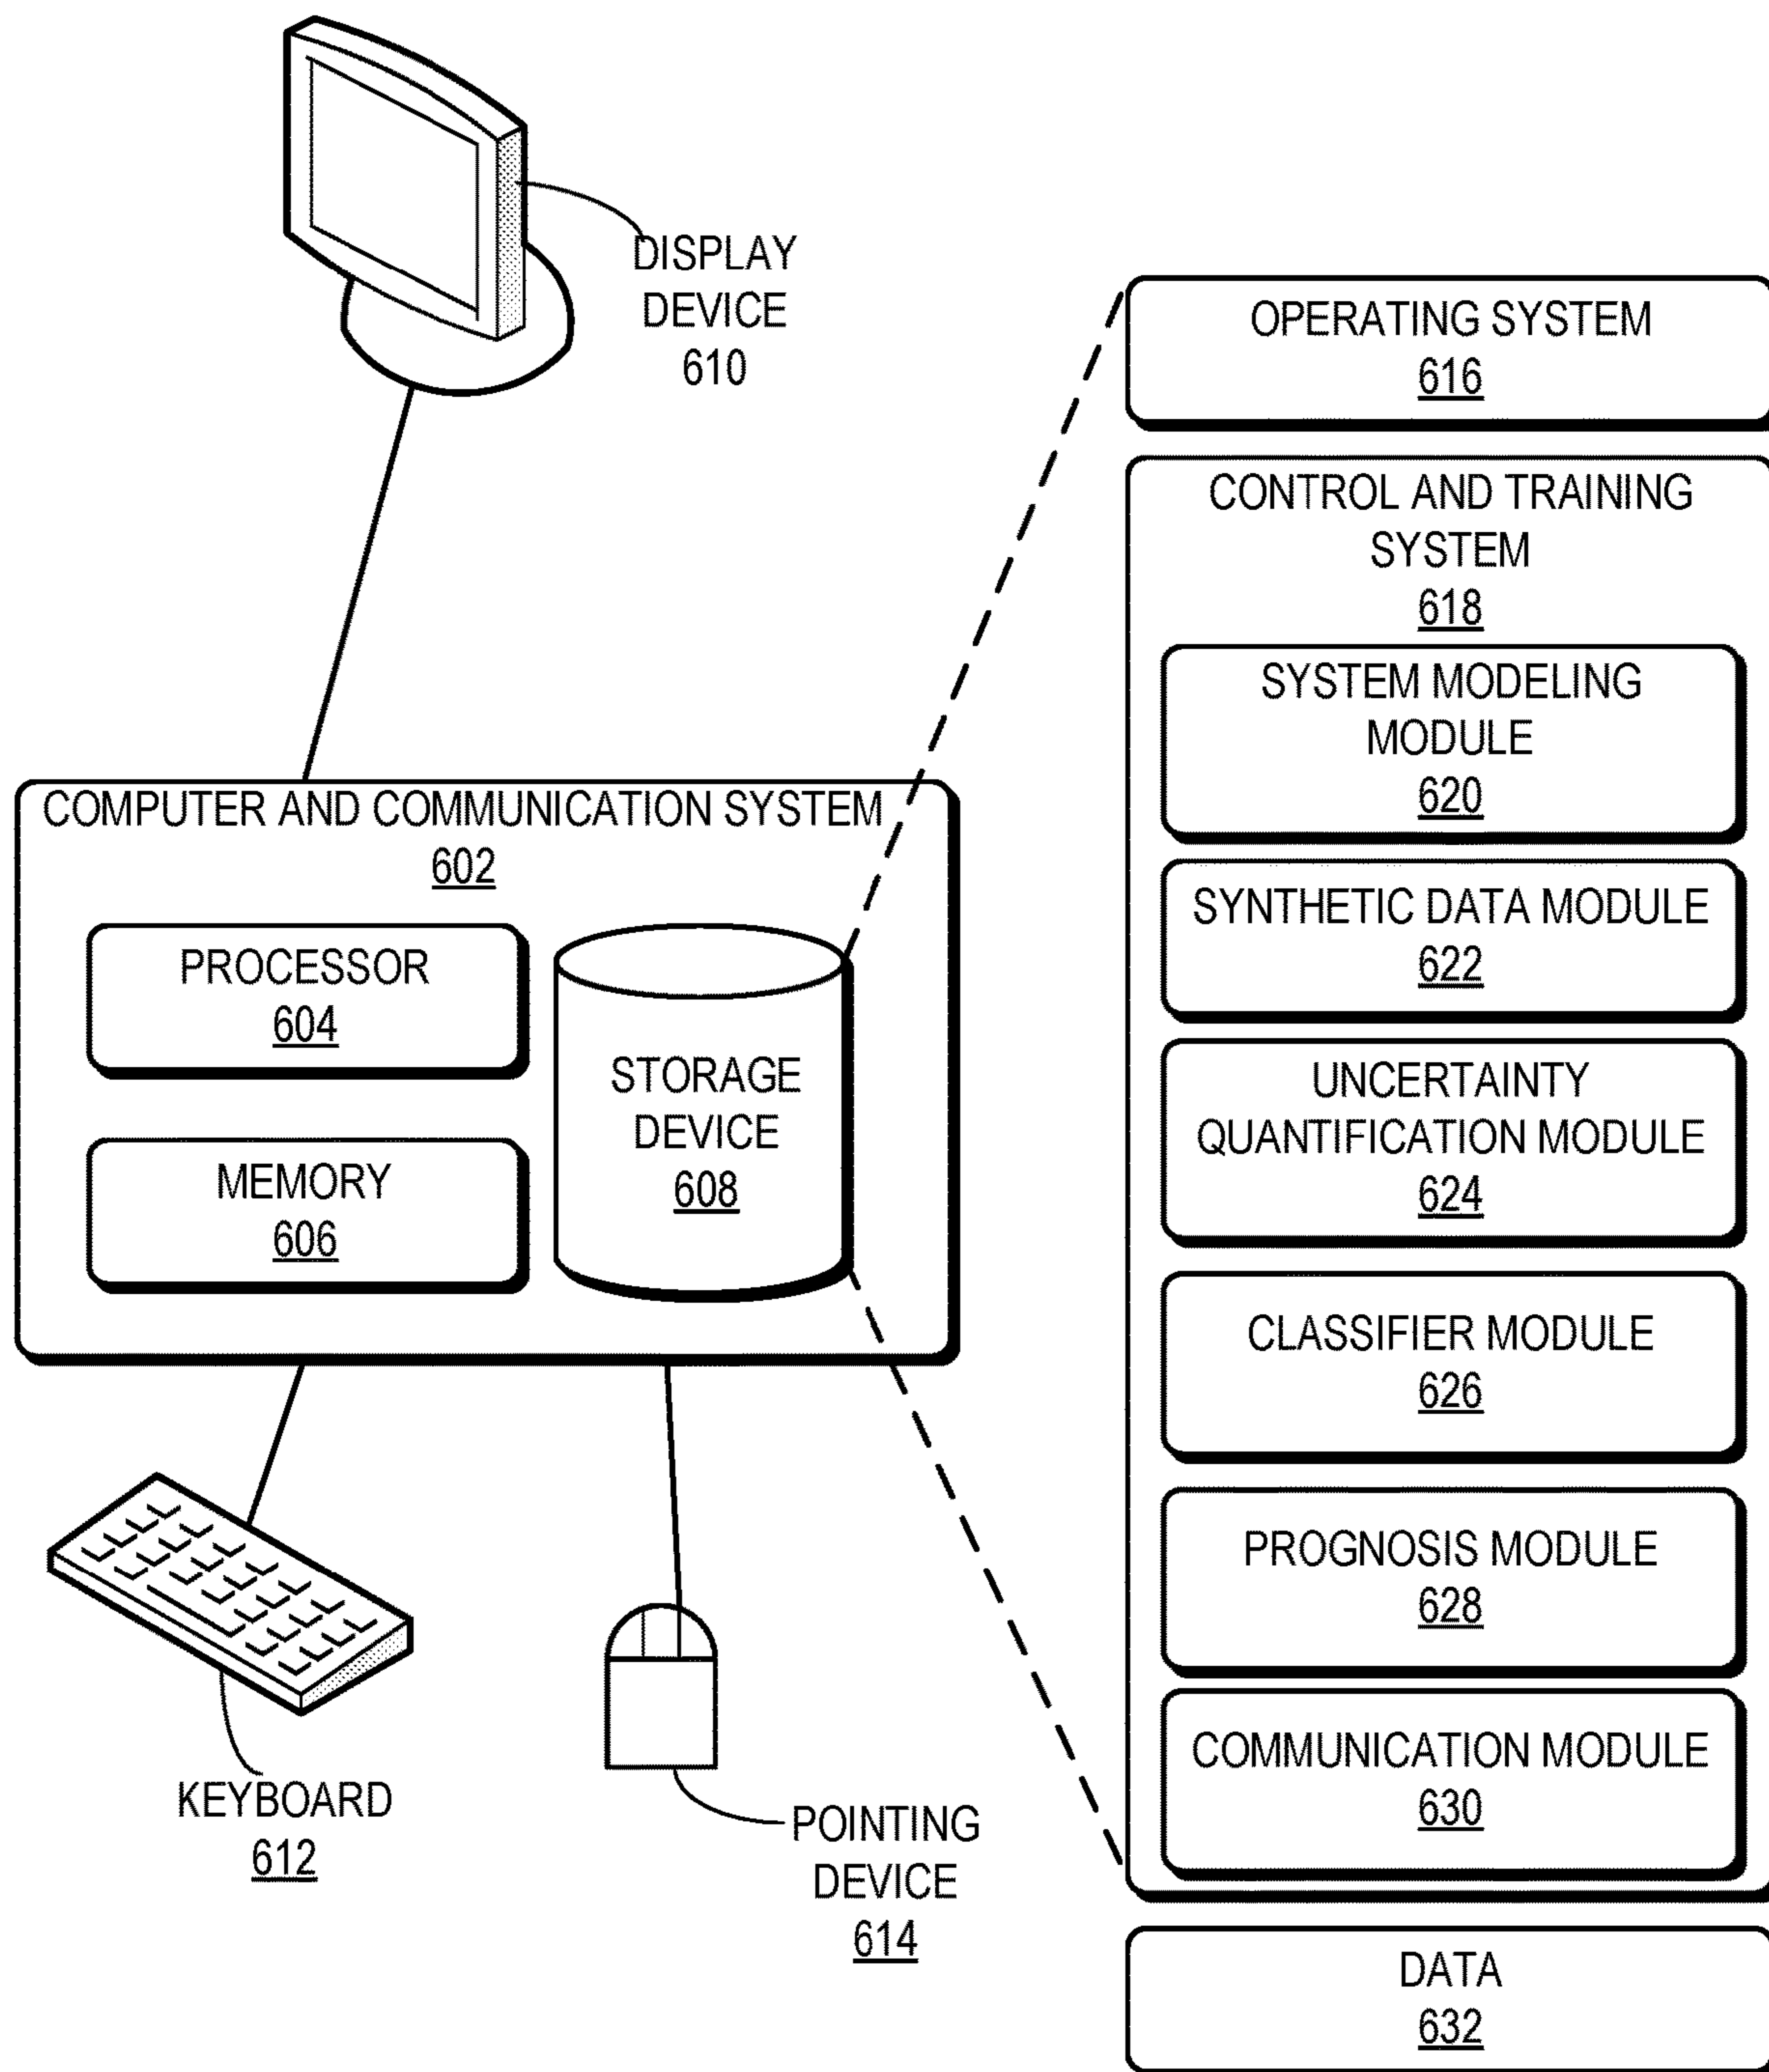 DISPLAY
DEVICE
610
COMPUTER AND COMMUNICATION SYSTEM
602
PROCESSOR
604
MEMORY
606
STORAGE
DEVICE
608
KEYBOARD
612
POINTING
DEVICE
614
OPERATING SYSTEM
616
CONTROL AND TRAINING
SYSTEM
618
SYSTEM MODELING
MODULE
620
SYNTHETIC DATA MODULE
622
UNCERTAINTY
QUANTIFICATION MODULE
624
CLASSIFIER MODULE
626
PROGNOSIS MODULE
628
COMMUNICATION MODULE
630
DATA
632